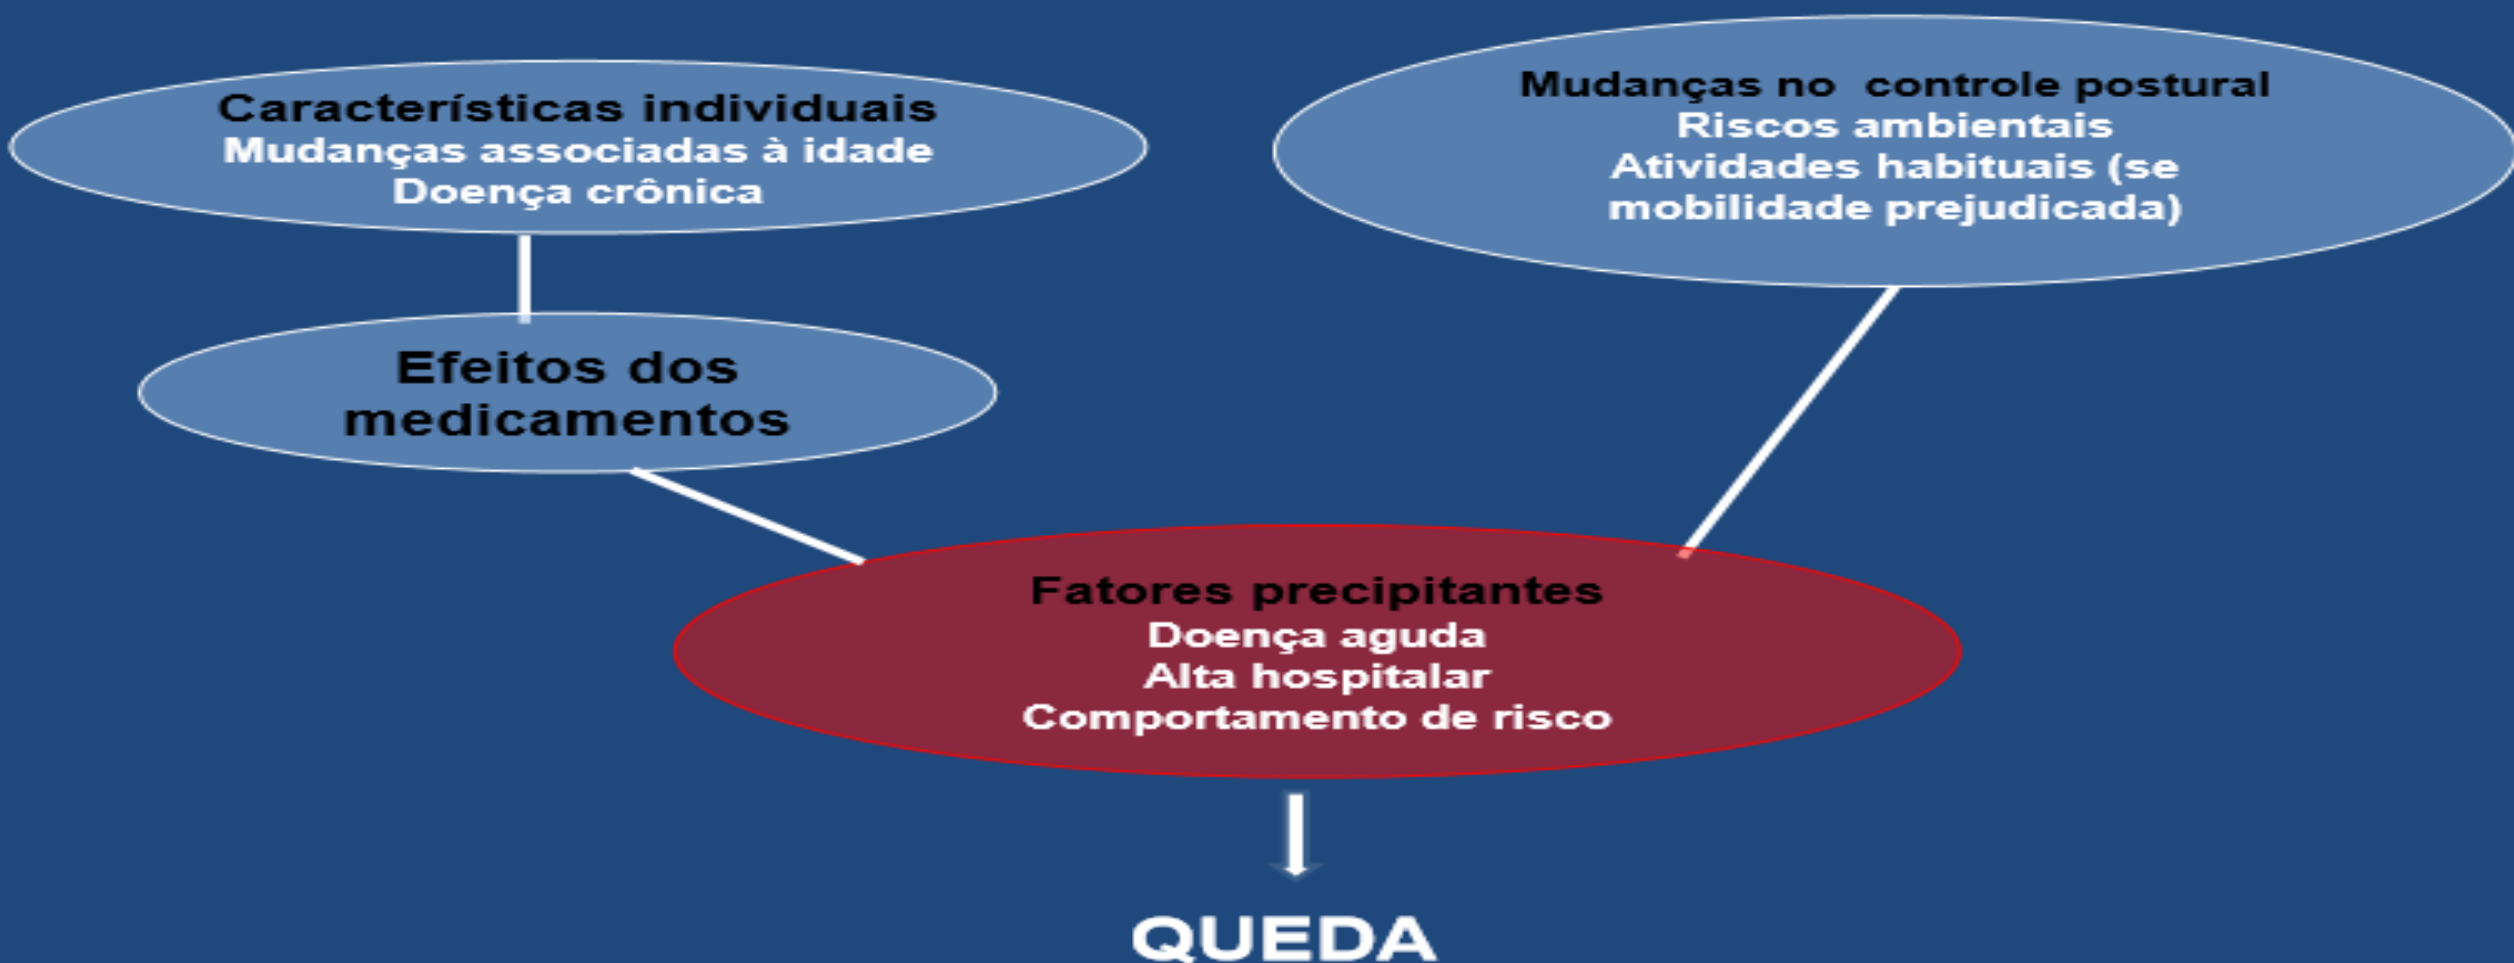 Características individuais
Mudanças associadas à idade
Doença crônica
Mudanças no controle postural
Riscos ambientais
Atividades habituais (se
mobilidade prejudicada)
Efeitos dos
medicamentos
Fatores precipitantes
Doença aguda
Alta hospitalar
Comportamento de risco
QUEDA